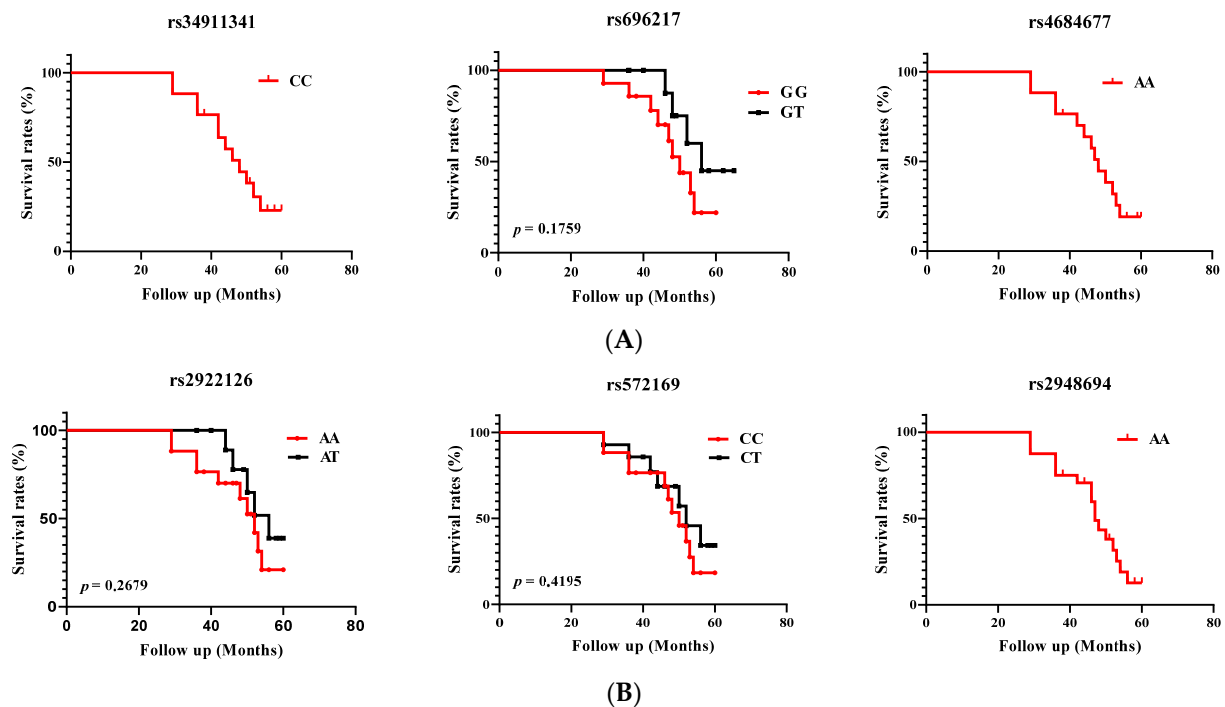 rs34911341
Survival rates (%)
100
50
0
CC
0 20 40 60 80
Follow up (Months)
rs696217
Survival rates (%)
100
50
0
GG
GT
p = 0.1759
0 20 40 60 80
Follow up (Months)
rs4684677
Survival rates (%)
100
50
0
AA
0 20 40 60 80
Follow up (Months)
(A)
rs2922126
Survival rates (%)
100
50
0
AA
AT
p = 0.2679
0 20 40 60 80
Follow up (Months)
rs572169
Survival rates (%)
100
50
0
CC
CT
p = 0.4195
0 20 40 60 80
Follow up (Months)
rs2948694
Survival rates (%)
100
50
0
AA
0 20 40 60 80
Follow up (Months)
(B)